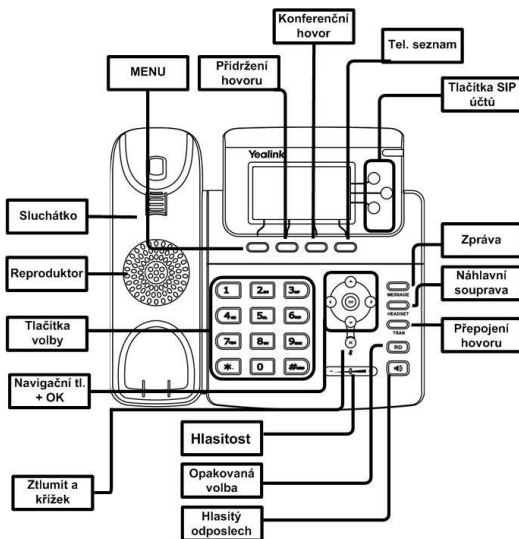 Konferenční
hovor
Tel. seznam
MENU
Přidržení
hovoru
Tlačítka SIP
účtů
Yealink
Sluchátko
Zpráva
Reproduktor
Náhlavní
souprava
MESSAGE
HEADSET
TRAN
Přepojení
hovoru
1 2 3
4 5 6
7 8 9
*. 0 #
OK
RD
Tlačítka
volby
Navigační tl.
+ OK
Hlasitost
Ztlumit a
křížek
Opakovaná
volba
Hlasitý
odposlech